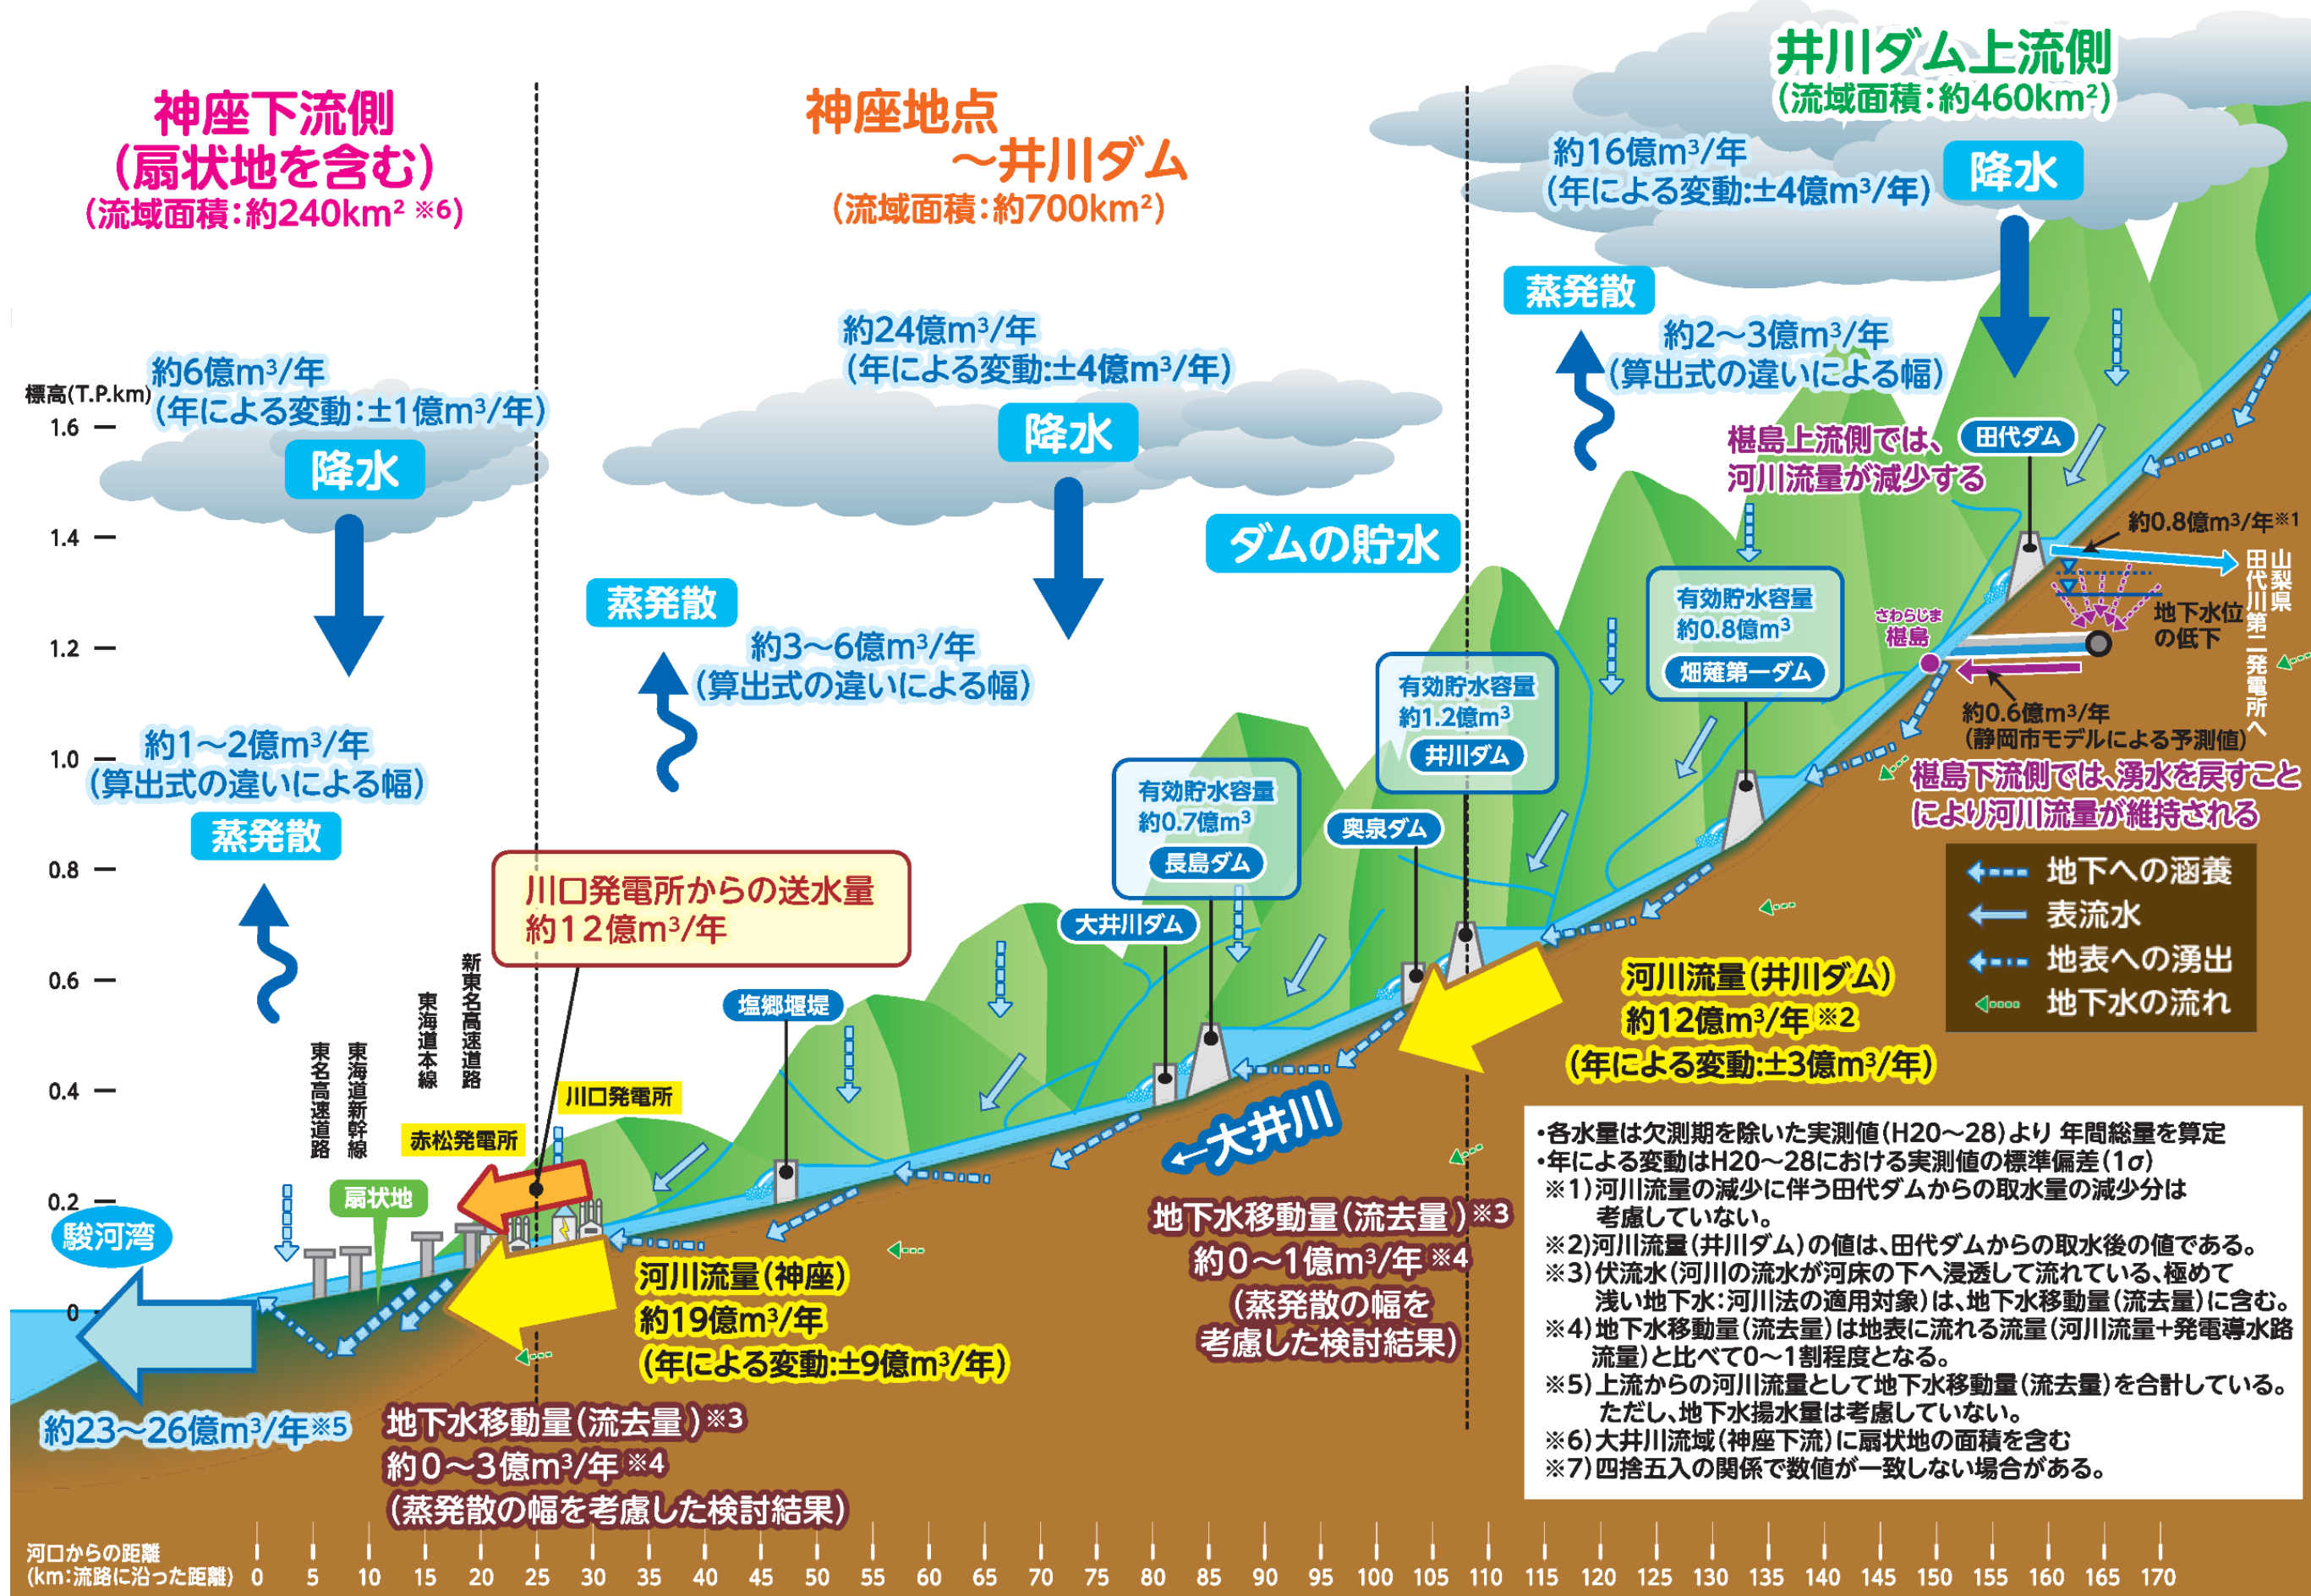 神座下流側
(扇状地を含む)
(流域面積：約240km² ※6)
約6億m³/年
(年による変動：±1億m³/年)
降水
約1〜2億m³/年
(算出式の違いによる幅)
蒸発散
神座地点
〜井川ダム
(流域面積：約700km²)
約24億m³/年
(年による変動:±4億m³/年)
降水
蒸発散
約3〜6億m³/年
(算出式の違いによる幅)
ダムの貯水
井川ダム上流側
(流域面積：約460km²)
約16億m³/年
(年による変動:±4億m³/年)
降水
蒸発散
約2〜3億m³/年
(算出式の違いによる幅)
椹島上流側では、
河川流量が減少する
田代ダム
約0.8億m³/年※1
山梨県
田代川第二発電所へ
地下水位
の低下
さわらじま
椹島
約0.6億m³/年
(静岡市モデルによる予測値)
椹島下流側では、湧水を戻すこと
により河川流量が維持される
有効貯水容量
約0.8億m³
畑薙第一ダム
有効貯水容量
約1.2億m³
井川ダム
有効貯水容量
約0.7億m³
長島ダム
奥泉ダム
大井川ダム
塩郷堰堤
川口発電所からの送水量
約12億m³/年
川口発電所
赤松発電所
新東名高速道路
東海道本線
東海道新幹線
東名高速道路
扇状地
駿河湾
約23〜26億m³/年※5
←大井川
河川流量(井川ダム)
約12億m³/年 ※2
(年による変動:±3億m³/年)
河川流量(神座)
約19億m³/年
(年による変動:±9億m³/年)
地下水移動量(流去量)※3
約0〜1億m³/年 ※4
(蒸発散の幅を
考慮した検討結果)
地下水移動量(流去量)※3
約0〜3億m³/年 ※4
(蒸発散の幅を考慮した検討結果)
地下への涵養
表流水
地表への湧出
地下水の流れ
・各水量は欠測期を除いた実測値(H20〜28)より 年間総量を算定
・年による変動はH20〜28における実測値の標準偏差(1σ)
※1)河川流量の減少に伴う田代ダムからの取水量の減少分は
考慮していない。
※2)河川流量(井川ダム)の値は、田代ダムからの取水後の値である。
※3)伏流水(河川の流水が河床の下へ浸透して流れている、極めて
浅い地下水：河川法の適用対象)は、地下水移動量(流去量)に含む。
※4)地下水移動量(流去量)は地表に流れる流量(河川流量+発電導水路
流量)と比べて0〜1割程度となる。
※5)上流からの河川流量として地下水移動量(流去量)を合計している。
ただし、地下水揚水量は考慮していない。
※6)大井川流域(神座下流)に扇状地の面積を含む
※7)四捨五入の関係で数値が一致しない場合がある。
標高(T.P.km)
1.6
1.4
1.2
1.0
0.8
0.6
0.4
0.2
0
河口からの距離
(km：流路に沿った距離) 0 5 10 15 20 25 30 35 40 45 50 55 60 65 70 75 80 85 90 95 100 105 110 115 120 125 130 135 140 145 150 155 160 165 170